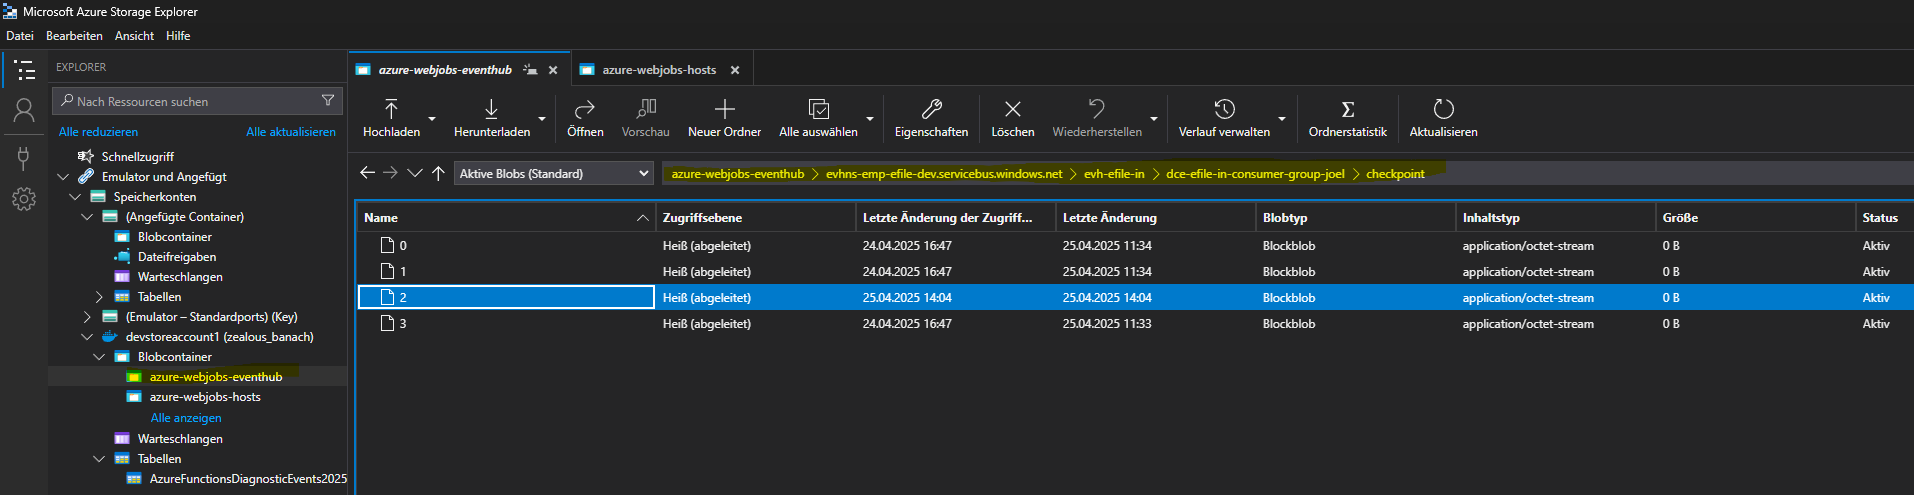 Microsoft Azure Storage Explorer
Datei Bearbeiten Ansicht Hilfe
EXPLORER
Nach Ressourcen suchen
Alle reduzieren Alle aktualisieren
Schnellzugriff
Emulator und Angefügt
Speicherkonten
(Angefügte Container)
Blobcontainer
Dateifreigaben
Warteschlangen
Tabellen
(Emulator – Standardports) (Key)
devstoreaccount1 (zealous_banach)
Blobcontainer
azure-webjobs-eventhub
azure-webjobs-hosts
Alle anzeigen
Warteschlangen
Tabellen
AzureFunctionsDiagnosticEvents2025
azure-webjobs-eventhub azure-webjobs-hosts
Hochladen Herunterladen Öffnen Vorschau Neuer Ordner Alle auswählen Eigenschaften Löschen Wiederherstellen Verlauf verwalten Ordnerstatistik Aktualisieren
Aktive Blobs (Standard) azure-webjobs-eventhub evhns-emp-efile-dev.servicebus.windows.net evh-efile-in dce-efile-in-consumer-group-joel checkpoint
Name Zugriffsebene Letzte Änderung der Zugriff... Letzte Änderung Blobtyp Inhaltstyp Größe Status
0 Heiß (abgeleitet) 24.04.2025 16:47 25.04.2025 11:34 Blockblob application/octet-stream 0 B Aktiv
1 Heiß (abgeleitet) 24.04.2025 16:47 25.04.2025 11:34 Blockblob application/octet-stream 0 B Aktiv
2 Heiß (abgeleitet) 25.04.2025 14:04 25.04.2025 14:04 Blockblob application/octet-stream 0 B Aktiv
3 Heiß (abgeleitet) 24.04.2025 16:47 25.04.2025 11:33 Blockblob application/octet-stream 0 B Aktiv